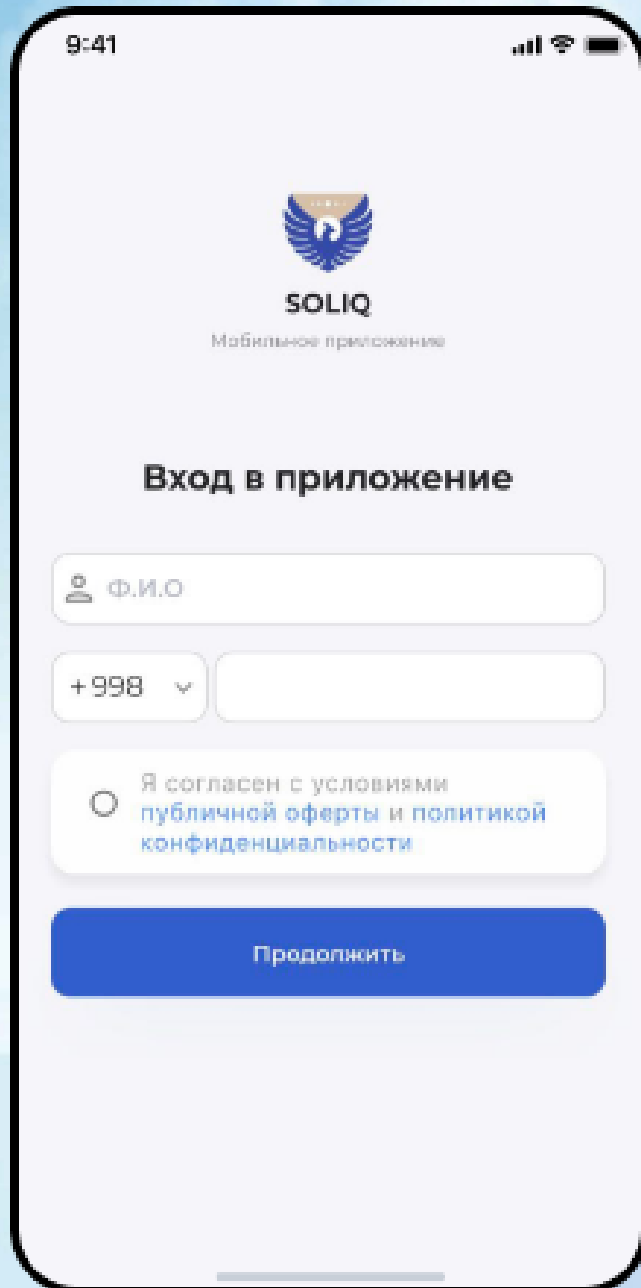 9:41
SOLIQ
Мобильное приложение
Вход в приложение
Ф.И.О
+998
Я согласен с условиями
публичной оферты и политикой
конфиденциальности
Продолжить